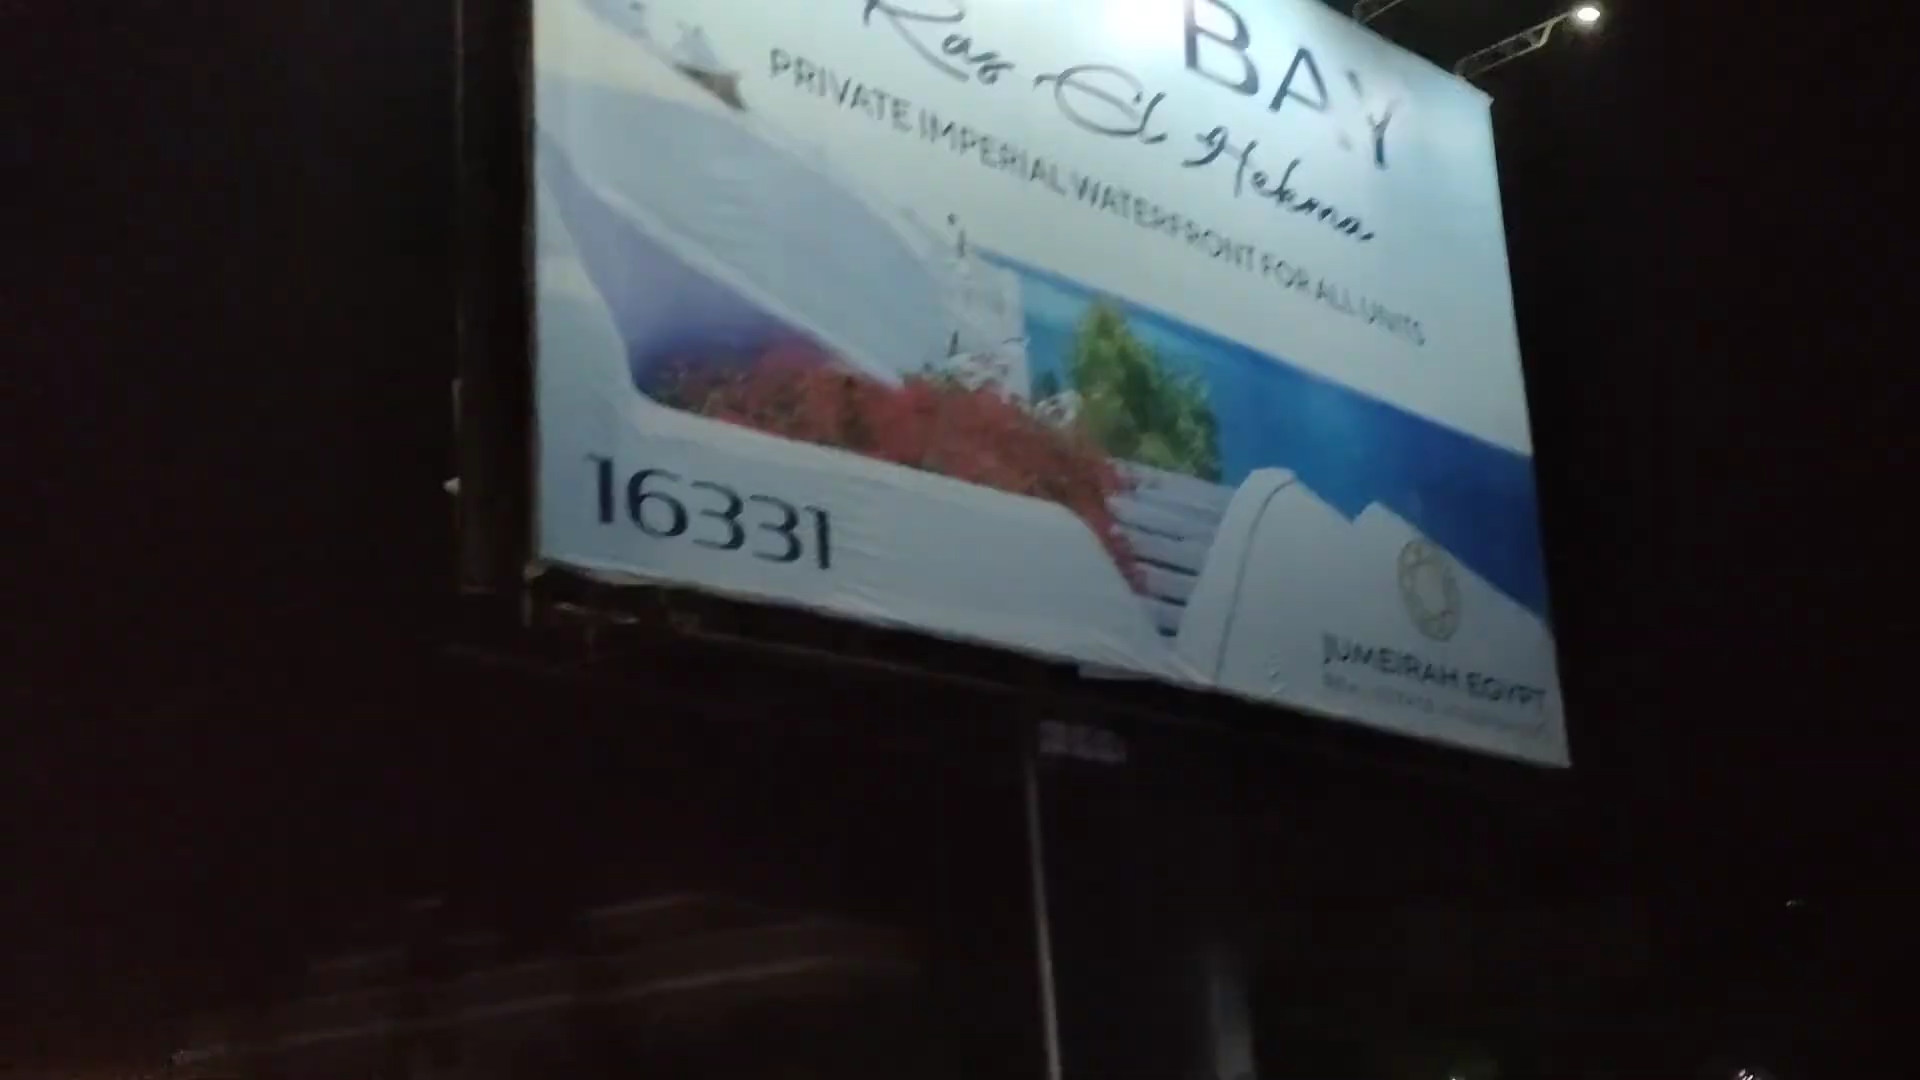 BAY
Ras El Hekma
PRIVATE IMPERIAL WATERFRONT FOR ALL UNITS
16331
JUMEIRAH EGYPT